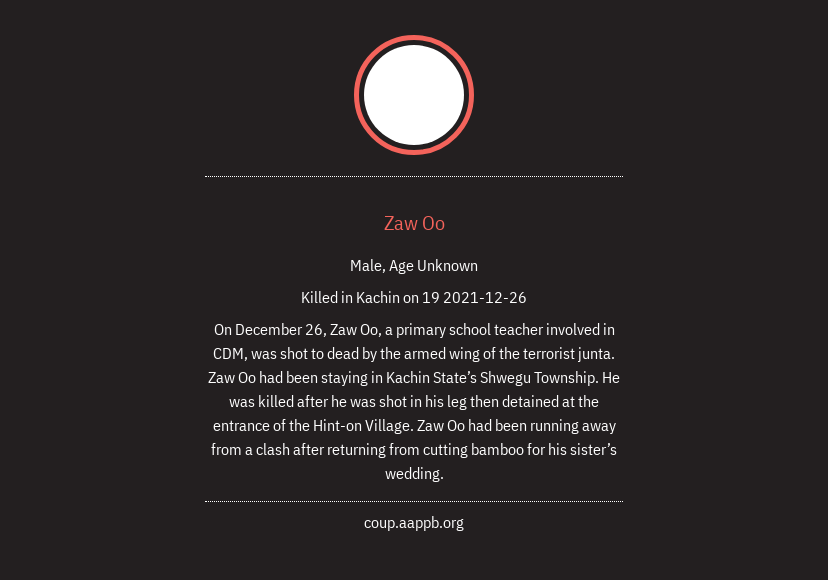 Zaw Oo
Male, Age Unknown
Killed in Kachin on 19 2021-12-26
On December 26, Zaw Oo, a primary school teacher involved in
CDM, was shot to dead by the armed wing of the terrorist junta.
Zaw Oo had been staying in Kachin State’s Shwegu Township. He
was killed after he was shot in his leg then detained at the
entrance of the Hint-on Village. Zaw Oo had been running away
from a clash after returning from cutting bamboo for his sister’s
wedding.
coup.aappb.org